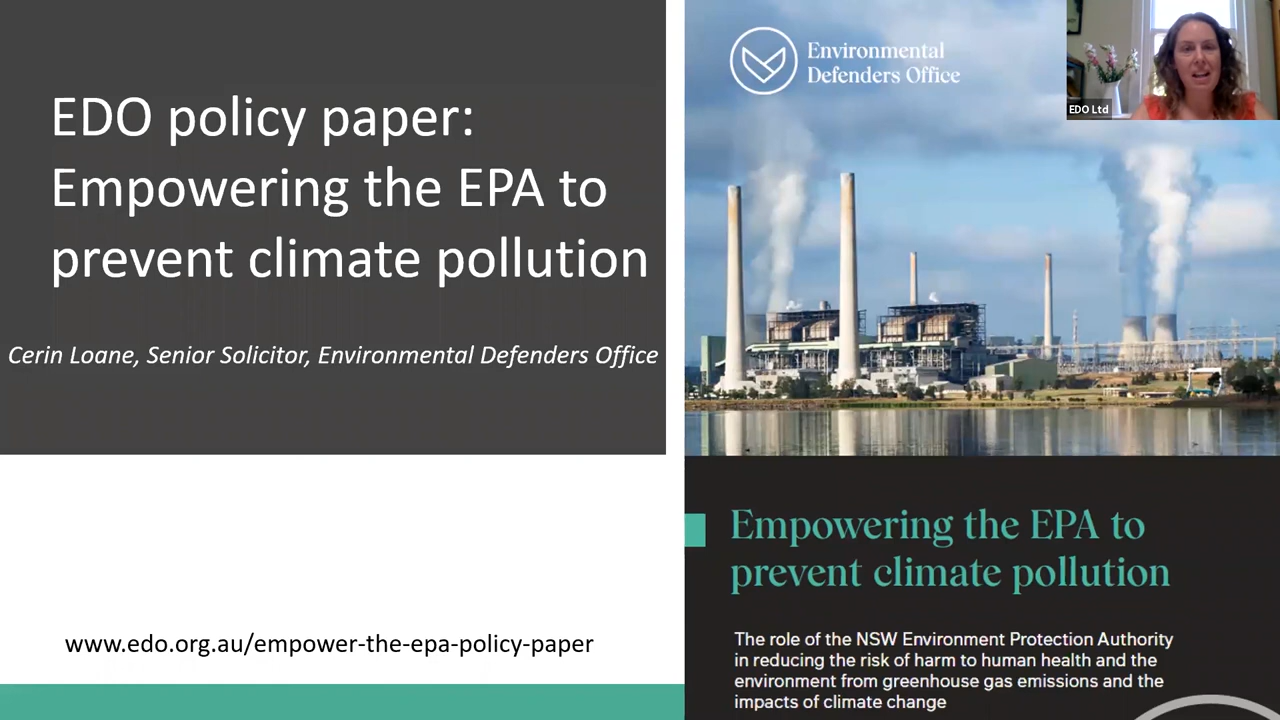 EDO policy paper:
Empowering the EPA to
prevent climate pollution
Cerin Loane, Senior Solicitor, Environmental Defenders Office
www.edo.org.au/empower-the-epa-policy-paper
Environmental
Defenders Office
EDO Ltd
Empowering the EPA to
prevent climate pollution
The role of the NSW Environment Protection Authority
in reducing the risk of harm to human health and the
environment from greenhouse gas emissions and the
impacts of climate change